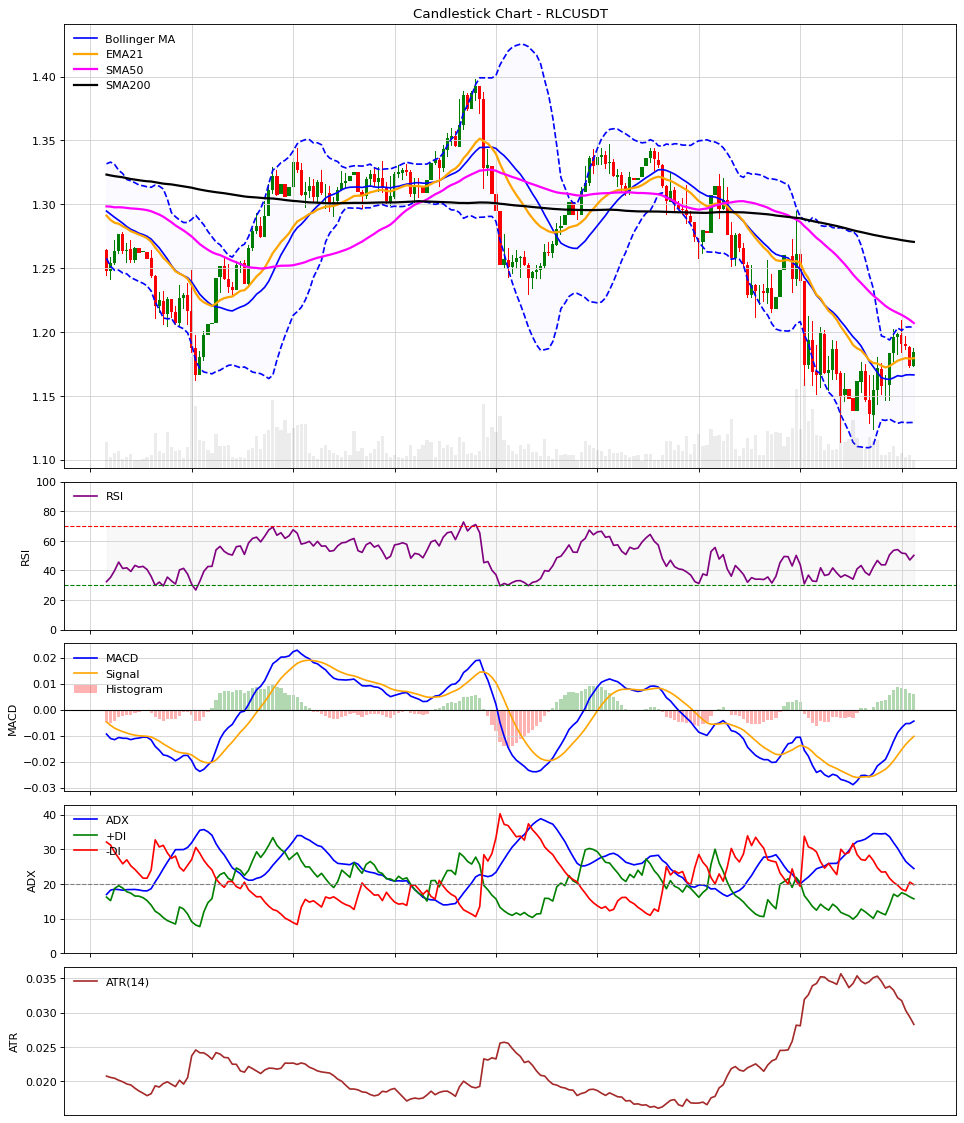 Candlestick Chart - RLCUSDT
Bollinger MA
EMA21
SMA50
SMA200
1.40
1.35
1.30
1.25
1.20
1.15
1.10
RSI
100
80
60
40
20
0
RSI
MACD
Signal
Histogram
0.02
0.01
0.00
−0.01
−0.02
−0.03
MACD
ADX
+DI
-DI
40
30
20
10
0
ADX
ATR(14)
0.035
0.030
0.025
0.020
ATR